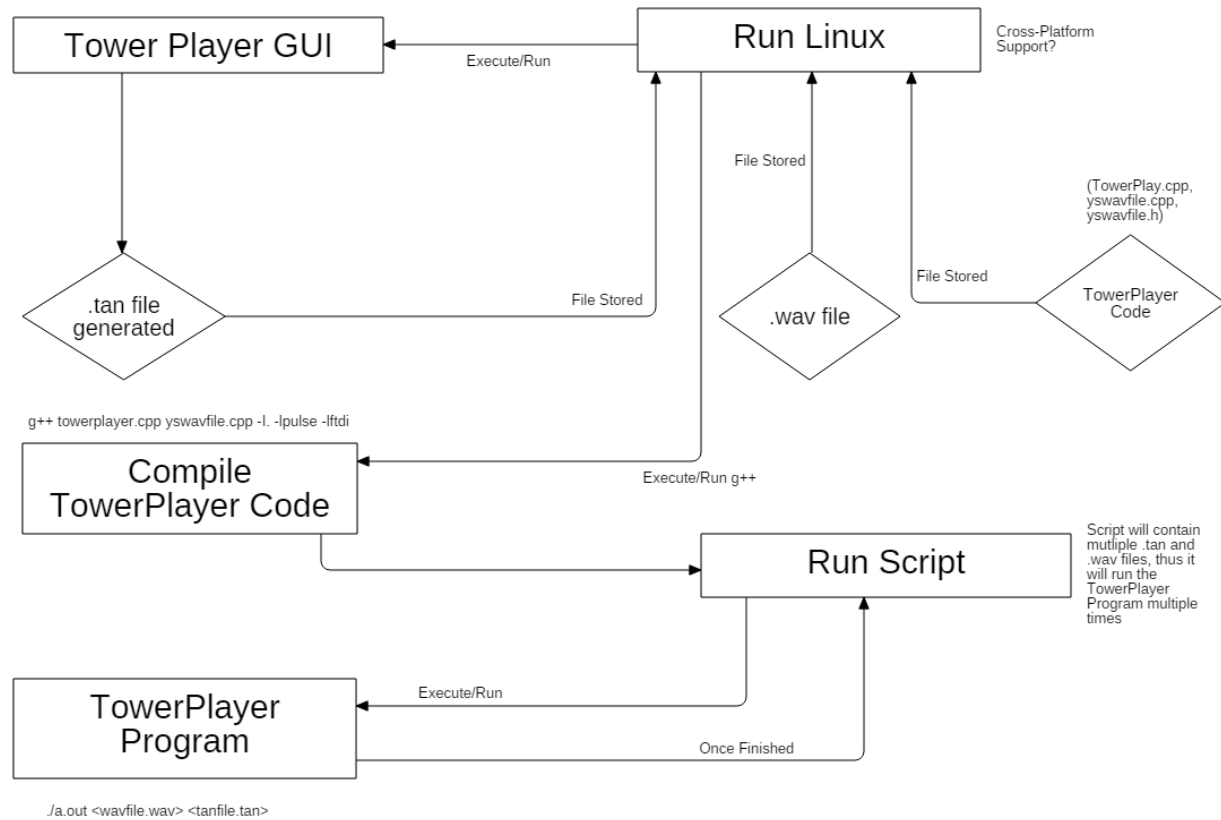 Tower Player GUI
Run Linux
Cross-Platform
Support?
Execute/Run
File Stored
(TowerPlay.cpp,
yswavfile.cpp,
yswavfile.h)
.tan file
generated
File Stored
.wav file
File Stored
TowerPlayer
Code
g++ towerplayer.cpp yswavfile.cpp -I. -lpulse -lftdi
Compile
TowerPlayer Code
Execute/Run g++
Run Script
Script will contain
mutliple .tan and
.wav files, thus it
will run the
TowerPlayer
Program multiple
times
TowerPlayer
Program
Execute/Run
Once Finished
./a.out <wavfile.wav> <tanfile.tan>